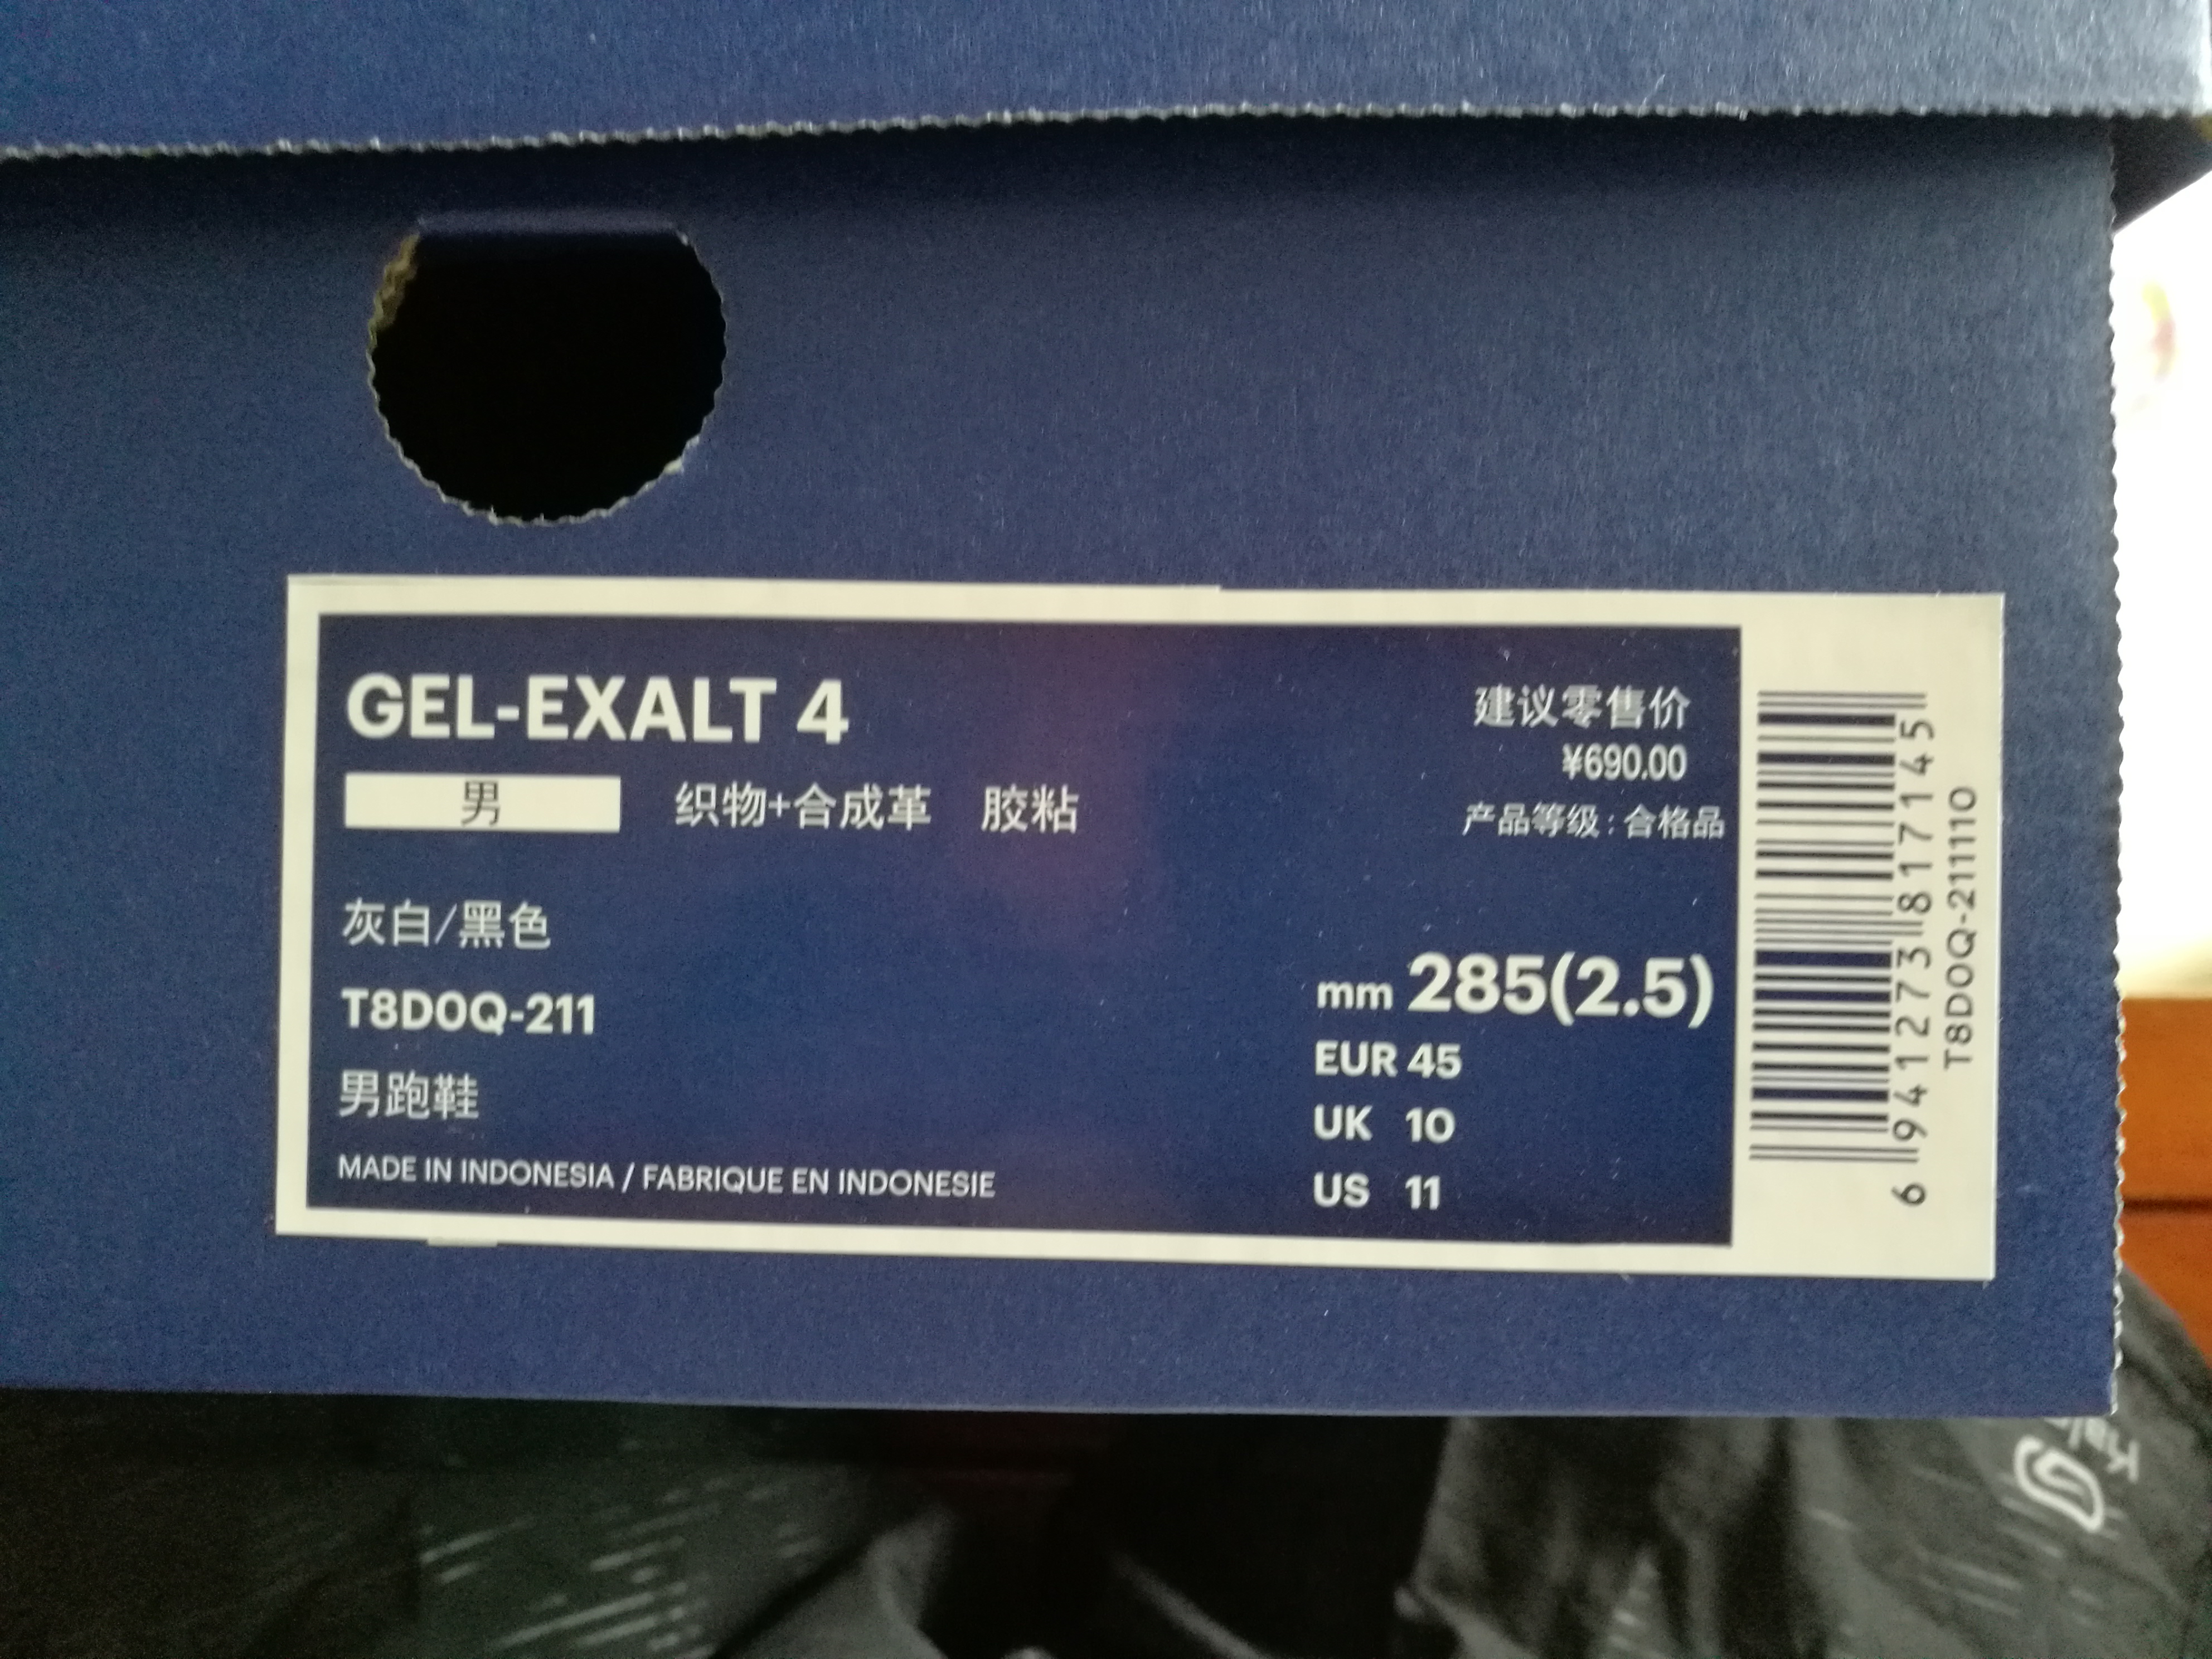 GEL-EXALT 4
男 织物+合成革 胶粘
灰白/黑色
T8D0Q-211
男跑鞋
MADE IN INDONESIA / FABRIQUE EN INDONESIE
建议零售价
¥690.00
产品等级:合格品
mm 285(2.5)
EUR 45
UK 10
US 11
6 941273 817145
T8D0Q-211110